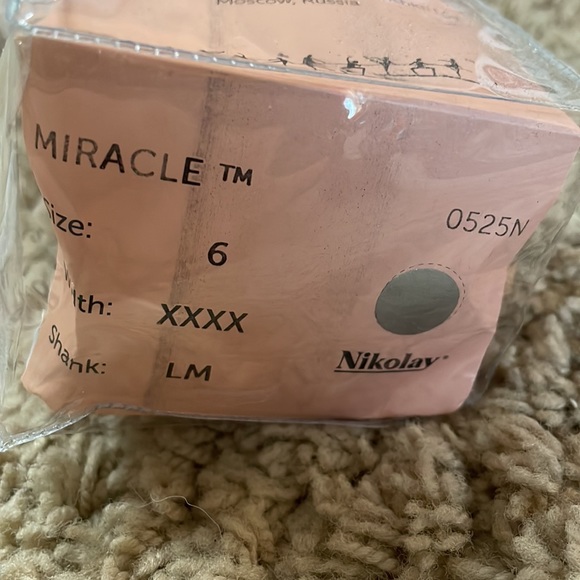 Moscow, Russia
MIRACLE ™
Size: 6
0525N
Width: XXXX
Shank: LM
Nikolay®